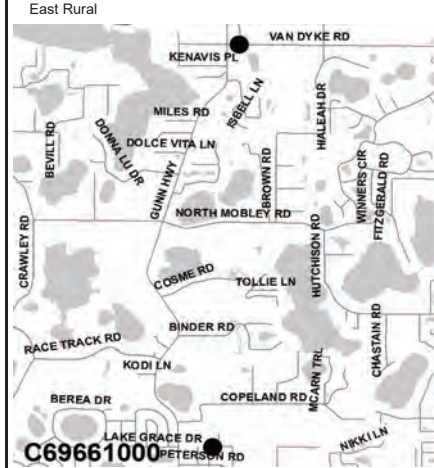 East Rural
VAN DYKE RD
KENAVIS PL
ISBELL LN
MILES RD
HIALEAH DR
BEVILL RD
DONNA LU DR
DOLCE VITA LN
GUNN HWY
BROWN RD
WINNERS CIR
FITZGERALD RD
NORTH MOBLEY RD
CRAWLEY RD
HUTCHISON RD
COSME RD
TOLLIE LN
BINDER RD
RACE TRACK RD
KODI LN
CHASTAIN RD
MCARN TRL
BEREA DR
COPELAND RD
LAKE GRACE DR
NIKKI LN
C69661000
PETERSON RD